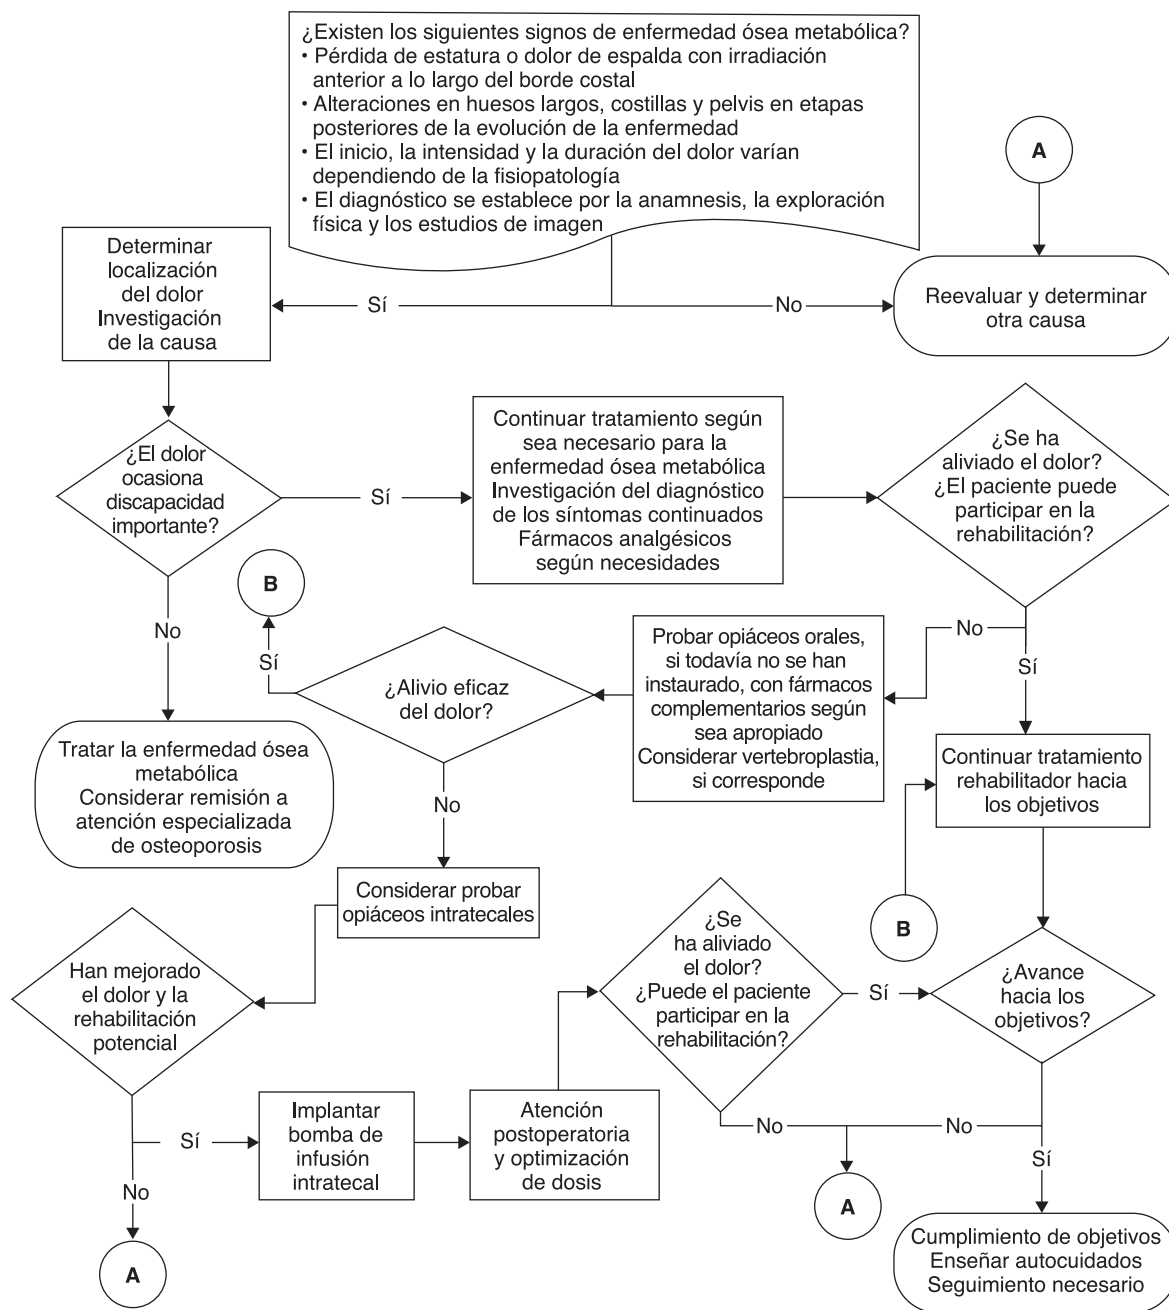 ¿Existen los siguientes signos de enfermedad ósea metabólica?
• Pérdida de estatura o dolor de espalda con irradiación
anterior a lo largo del borde costal
• Alteraciones en huesos largos, costillas y pelvis en etapas
posteriores de la evolución de la enfermedad
• El inicio, la intensidad y la duración del dolor varían
dependiendo de la fisiopatología
• El diagnóstico se establece por la anamnesis, la exploración
física y los estudios de imagen
A
Determinar
localización
del dolor
Investigación
de la causa
Sí
No
Reevaluar y determinar
otra causa
¿El dolor
ocasiona
discapacidad
importante?
Sí
Continuar tratamiento según
sea necesario para la
enfermedad ósea metabólica
Investigación del diagnóstico
de los síntomas continuados
Fármacos analgésicos
según necesidades
¿Se ha
aliviado el dolor?
¿El paciente puede
participar en la
rehabilitación?
B
No
Sí
¿Alivio eficaz
del dolor?
Probar opiáceos orales,
si todavía no se han
instaurado, con fármacos
complementarios según
sea apropiado
Considerar vertebroplastia,
si corresponde
No
Sí
Tratar la enfermedad ósea
metabólica
Considerar remisión a
atención especializada
de osteoporosis
No
Continuar tratamiento
rehabilitador hacia
los objetivos
Considerar probar
opiáceos intratecales
B
Han mejorado
el dolor y la
rehabilitación
potencial
¿Se
ha aliviado
el dolor?
¿Puede el paciente
participar en la
rehabilitación?
Sí
¿Avance
hacia los
objetivos?
Sí
Implantar
bomba de
infusión
intratecal
Atención
postoperatoria
y optimización
de dosis
No
No
No
Sí
A
A
Cumplimiento de objetivos
Enseñar autocuidados
Seguimiento necesario